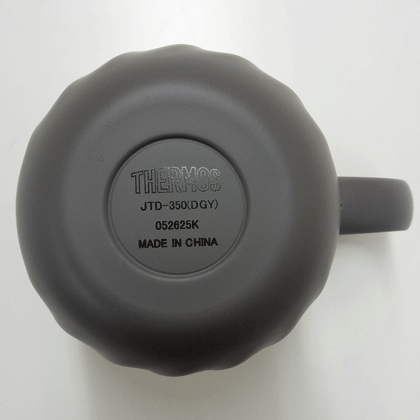 THERMOS
JTD-350(DGY)
052625K
MADE IN CHINA